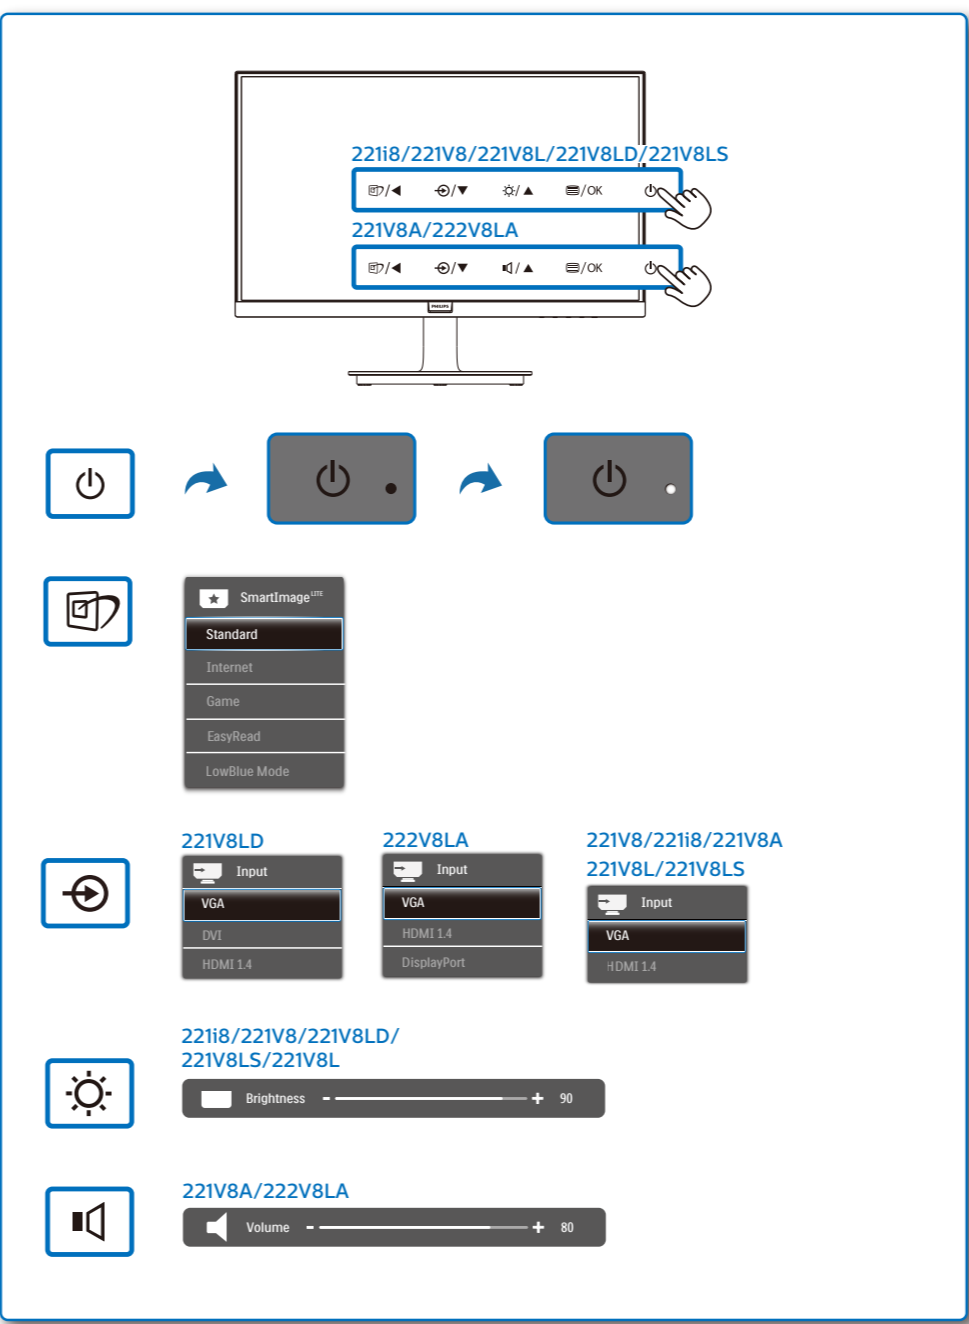 221i8/221V8/221V8L/221V8LD/221V8LS
/◀ /▼ /▲ /OK
221V8A/222V8LA
/◀ /▼ /▲ /OK
PHILIPS
SmartImage LITE
Standard
Internet
Game
EasyRead
LowBlue Mode
221V8LD
Input
VGA
DVI
HDMI 1.4
222V8LA
Input
VGA
HDMI 1.4
DisplayPort
221V8/221i8/221V8A
221V8L/221V8LS
Input
VGA
HDMI 1.4
221i8/221V8/221V8LD/
221V8LS/221V8L
Brightness - + 90
221V8A/222V8LA
Volume - + 80